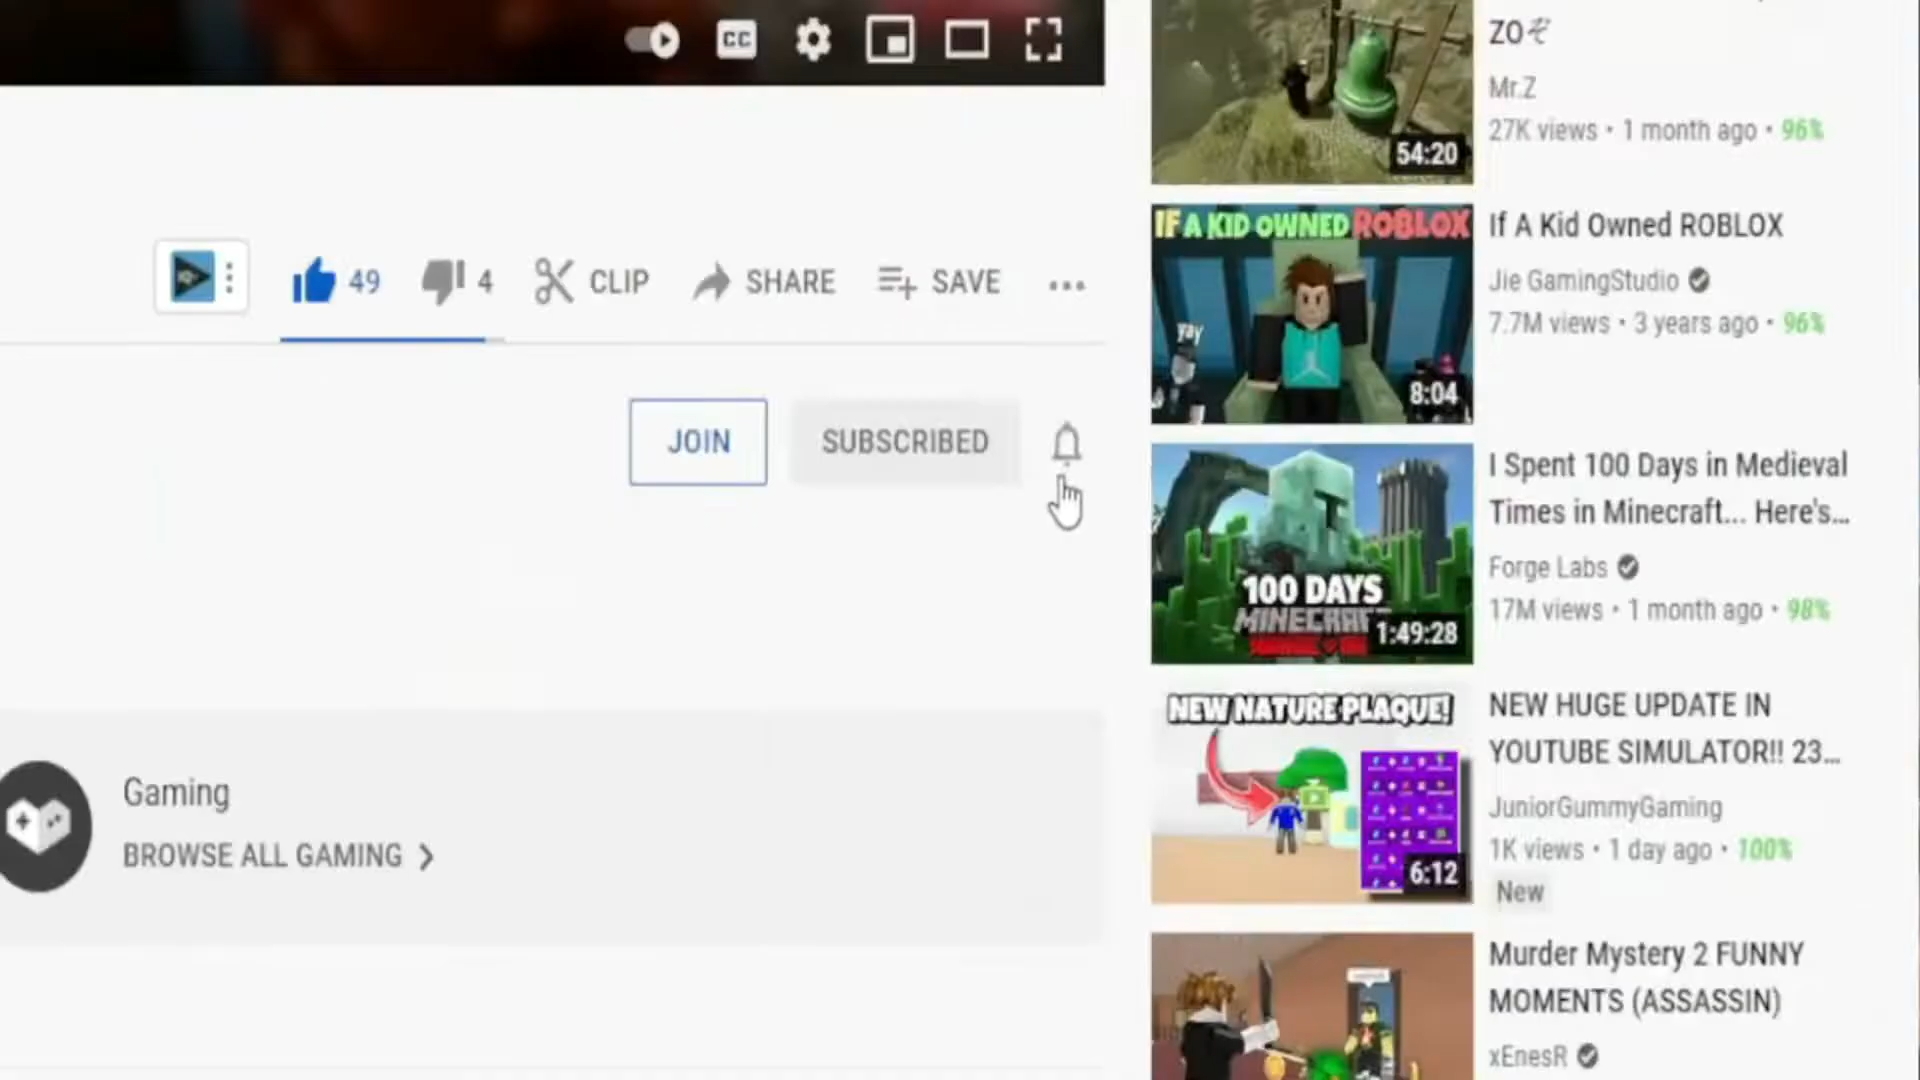 CC
49
4
CLIP
SHARE
SAVE
JOIN
SUBSCRIBED
Gaming
BROWSE ALL GAMING
54:20
ZOぞ
Mr.Z
27K views • 1 month ago • 96%
IF A KID OWNED ROBLOX
yay
8:04
If A Kid Owned ROBLOX
Jie GamingStudio
7.7M views • 3 years ago • 96%
100 DAYS
MINECRAFT
1:49:28
I Spent 100 Days in Medieval
Times in Minecraft... Here's...
Forge Labs
17M views • 1 month ago • 98%
NEW NATURE PLAQUE!
6:12
NEW HUGE UPDATE IN
YOUTUBE SIMULATOR!! 23...
JuniorGummyGaming
1K views • 1 day ago • 100%
New
Murder Mystery 2 FUNNY
MOMENTS (ASSASSIN)
xEnesR